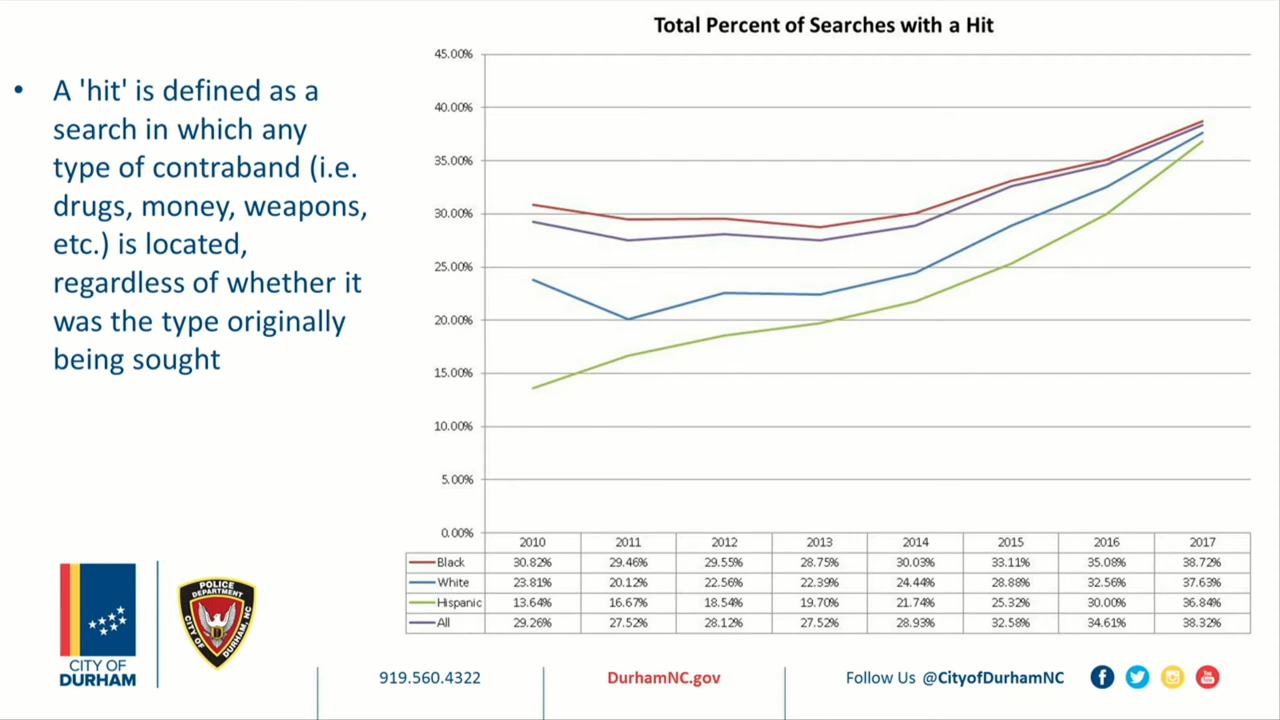 Total Percent of Searches with a Hit
• A 'hit' is defined as a
search in which any
type of contraband (i.e.
drugs, money, weapons,
etc.) is located,
regardless of whether it
was the type originally
being sought
45.00%
40.00%
35.00%
30.00%
25.00%
20.00%
15.00%
10.00%
5.00%
0.00%
2010 2011 2012 2013 2014 2015 2016 2017
Black 30.82% 29.46% 29.55% 28.75% 30.03% 33.11% 35.08% 38.72%
White 23.81% 20.12% 22.56% 22.39% 24.44% 28.88% 32.56% 37.63%
Hispanic 13.64% 16.67% 18.54% 19.70% 21.74% 25.32% 30.00% 36.84%
All 29.26% 27.52% 28.12% 27.52% 28.93% 32.58% 34.61% 38.32%
CITY OF
DURHAM
POLICE
DEPARTMENT
CITY OF DURHAM, NC
919.560.4322
DurhamNC.gov
Follow Us @CityofDurhamNC